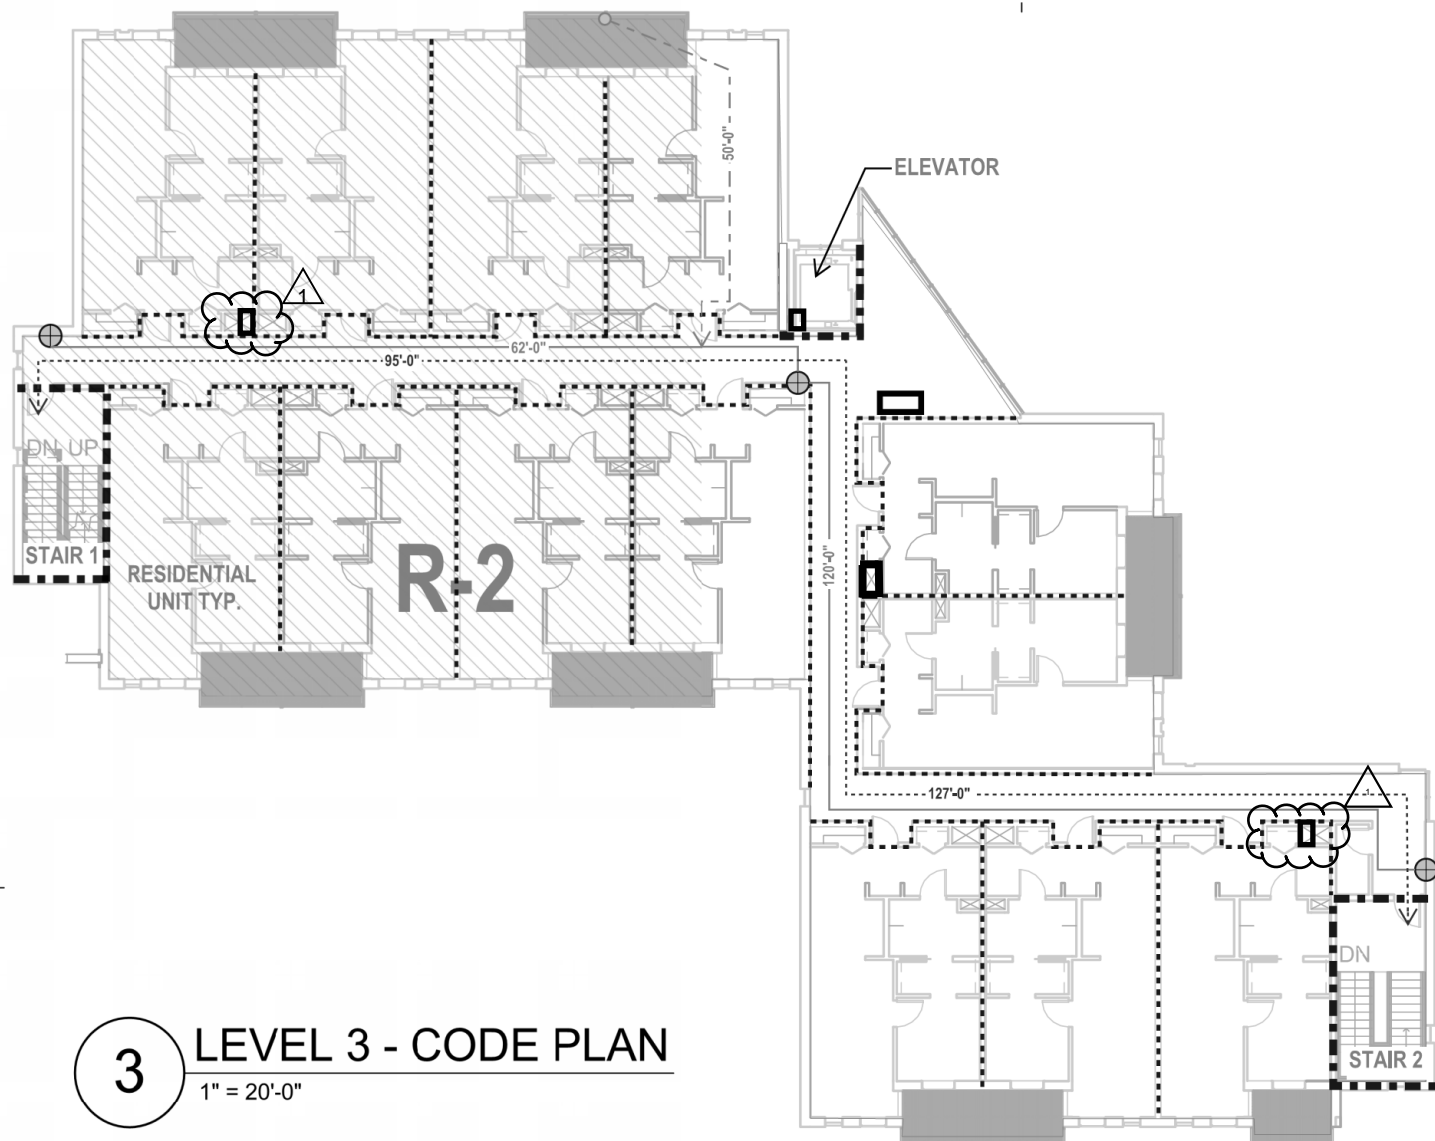 50'-0"
ELEVATOR
1
62'-0"
95'-0"
DN UP
STAIR 1
RESIDENTIAL
UNIT TYP.
R-2
120'-0"
127'-0"
1
DN
STAIR 2
3
LEVEL 3 - CODE PLAN
1" = 20'-0"